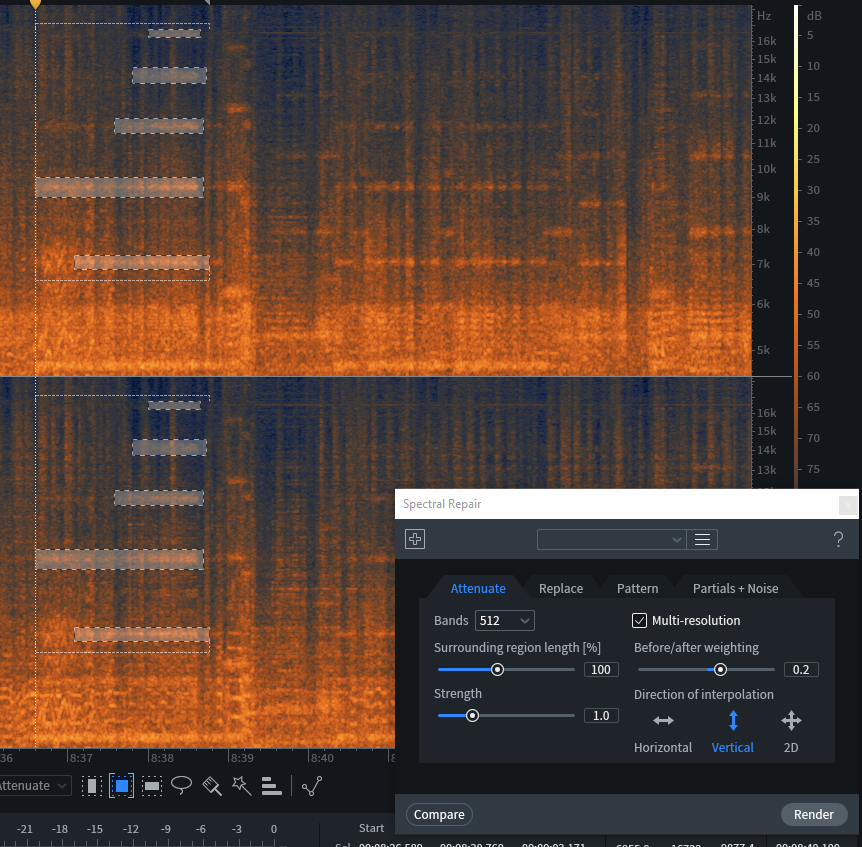 Hz
dB
16k
15k
14k
13k
12k
11k
10k
9k
8k
7k
6k
5k
5
10
15
20
25
30
35
40
45
50
55
60
65
70
75
16k
15k
14k
13k
Spectral Repair
x
?
Attenuate Replace Pattern Partials + Noise
Bands 512 Multi-resolution
Surrounding region length [%] Before/after weighting
100 0.2
Strength Direction of interpolation
1.0
Horizontal Vertical 2D
Compare Render
36 8:37 8:38 8:39 8:40
Attenuate
-21 -18 -15 -12 -9 -6 -3 0 Start